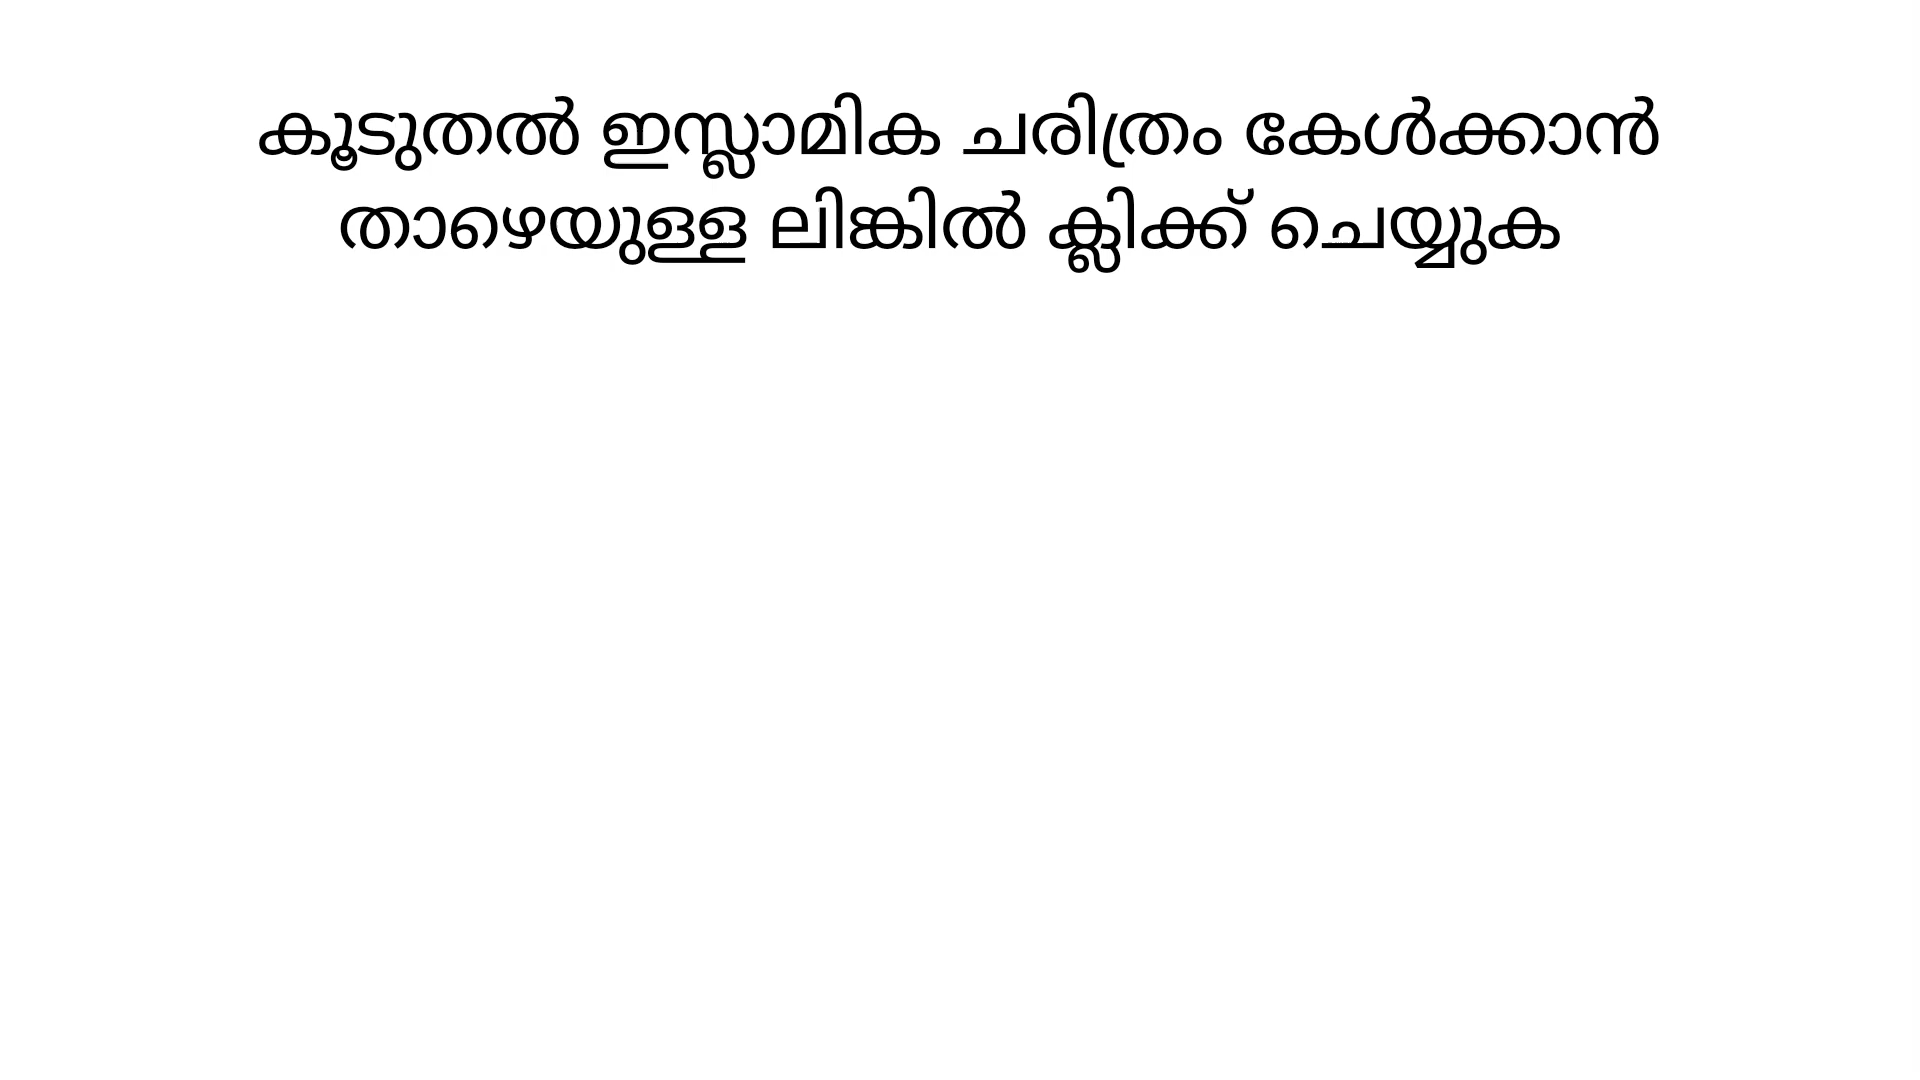 കൂടുതൽ ഇസ്ലാമിക ചരിത്രം കേൾക്കാൻ
താഴെയുള്ള ലിങ്കിൽ ക്ലിക്ക് ചെയ്യുക